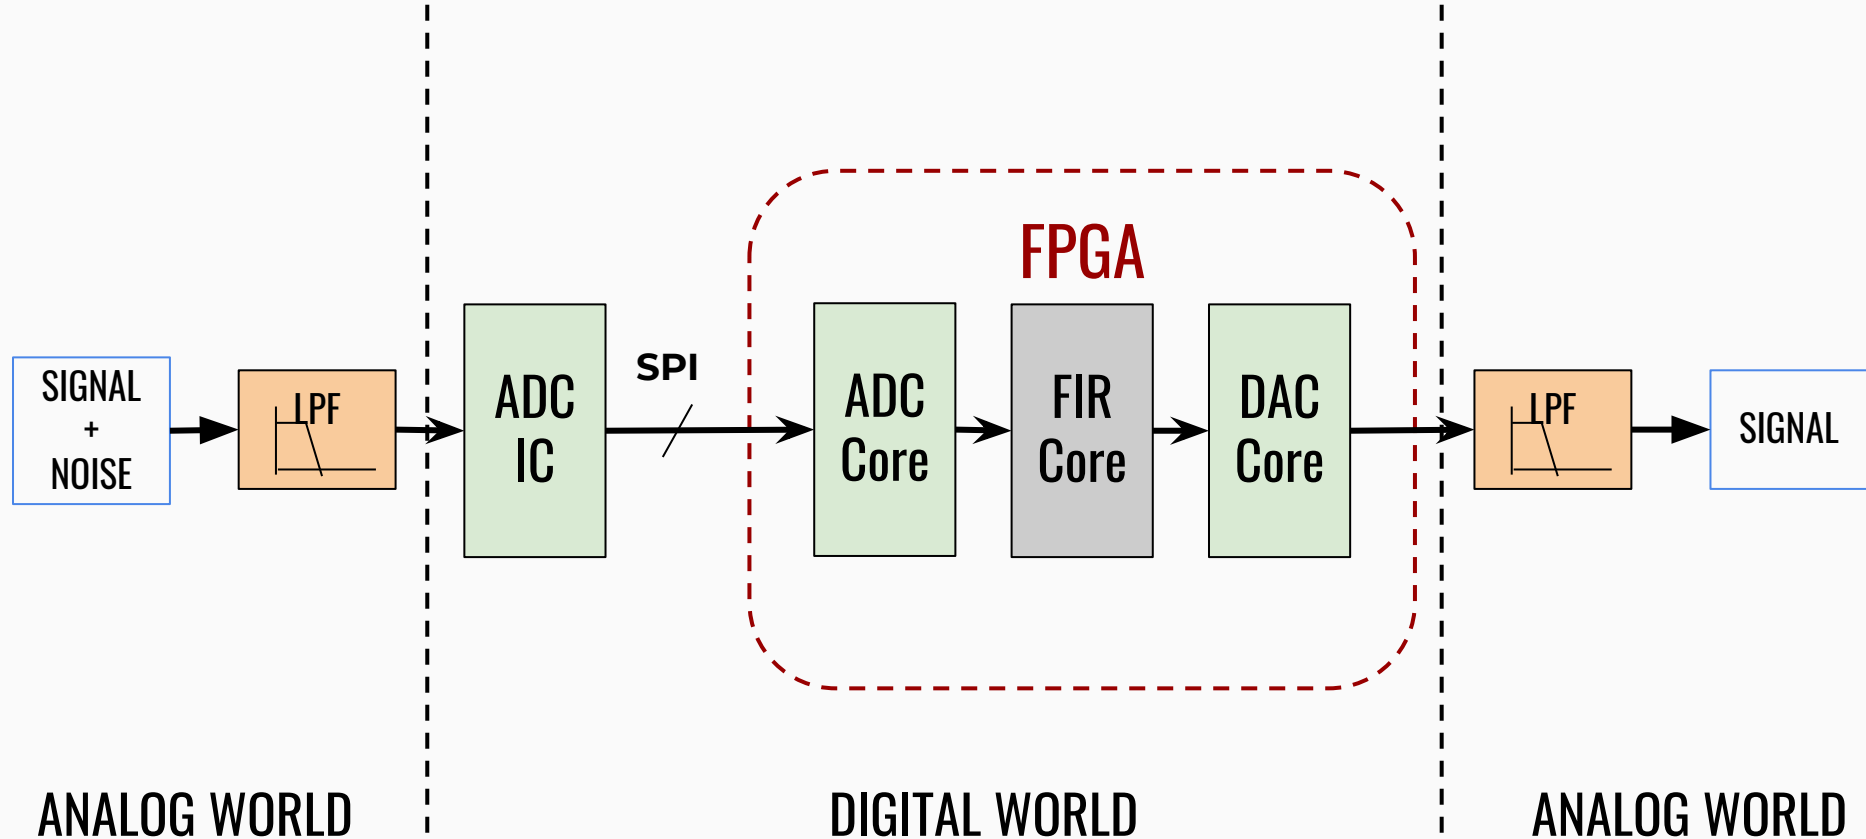 FPGA
SIGNAL
+
NOISE
LPF
ADC
IC
SPI
ADC
Core
FIR
Core
DAC
Core
LPF
SIGNAL
ANALOG WORLD
DIGITAL WORLD
ANALOG WORLD